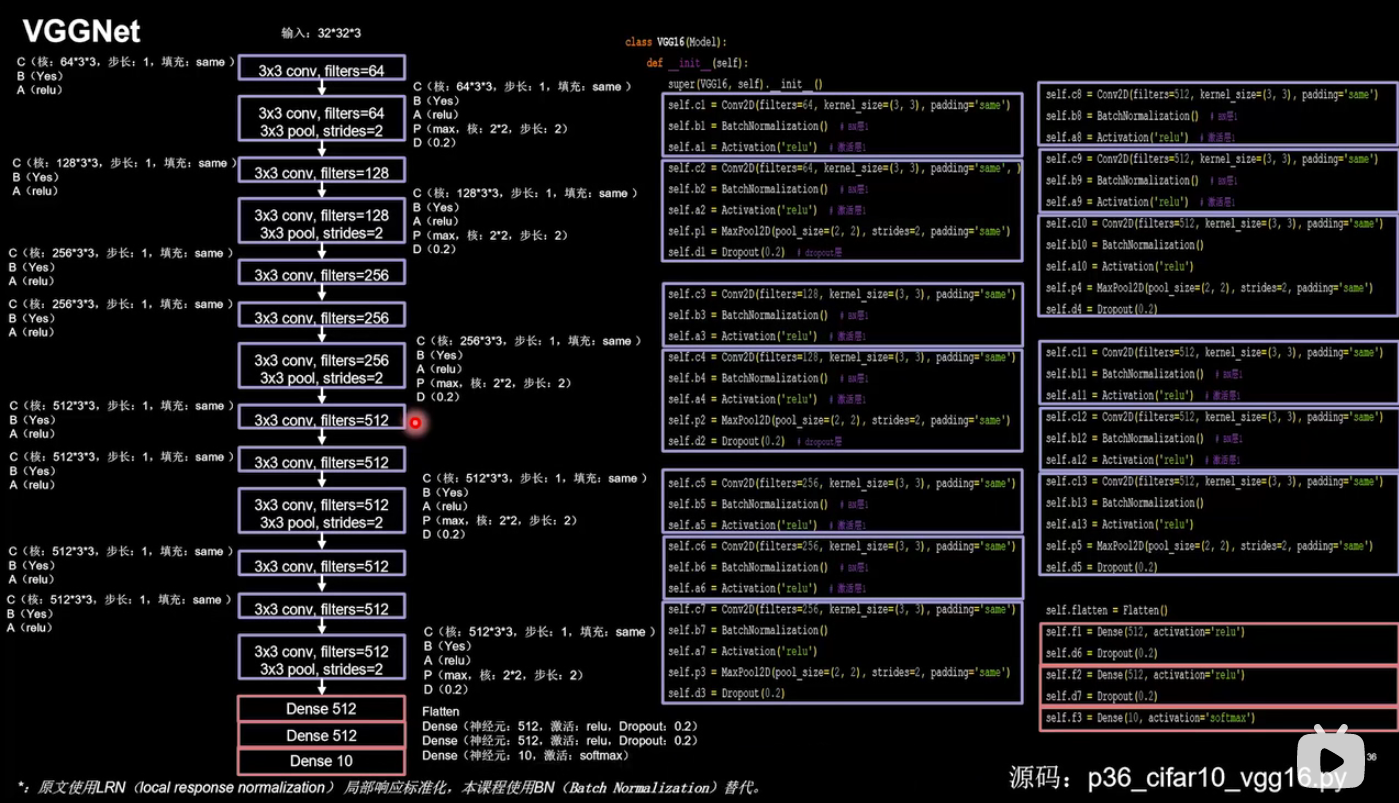 VGGNet
输入：32*32*3
C（核：64*3*3，步长：1，填充：same ）
B（Yes）
A（relu）
3x3 conv, filters=64
3x3 conv, filters=64
3x3 pool, strides=2
C（核：64*3*3，步长：1，填充：same ）
B（Yes）
A（relu）
P（max，核：2*2，步长：2）
D（0.2）
C（核：128*3*3，步长：1，填充：same ）
B（Yes）
A（relu）
3x3 conv, filters=128
3x3 conv, filters=128
3x3 pool, strides=2
C（核：128*3*3，步长：1，填充：same ）
B（Yes）
A（relu）
P（max，核：2*2，步长：2）
D（0.2）
C（核：256*3*3，步长：1，填充：same ）
B（Yes）
A（relu）
3x3 conv, filters=256
C（核：256*3*3，步长：1，填充：same ）
B（Yes）
A（relu）
3x3 conv, filters=256
3x3 conv, filters=256
3x3 pool, strides=2
C（核：256*3*3，步长：1，填充：same ）
B（Yes）
A（relu）
P（max，核：2*2，步长：2）
D（0.2）
C（核：512*3*3，步长：1，填充：same ）
B（Yes）
A（relu）
3x3 conv, filters=512
C（核：512*3*3，步长：1，填充：same ）
B（Yes）
A（relu）
3x3 conv, filters=512
3x3 conv, filters=512
3x3 pool, strides=2
C（核：512*3*3，步长：1，填充：same ）
B（Yes）
A（relu）
P（max，核：2*2，步长：2）
D（0.2）
C（核：512*3*3，步长：1，填充：same ）
B（Yes）
A（relu）
3x3 conv, filters=512
C（核：512*3*3，步长：1，填充：same ）
B（Yes）
A（relu）
3x3 conv, filters=512
3x3 conv, filters=512
3x3 pool, strides=2
C（核：512*3*3，步长：1，填充：same ）
B（Yes）
A（relu）
P（max，核：2*2，步长：2）
D（0.2）
Dense 512
Dense 512
Dense 10
Flatten
Dense（神经元：512，激活：relu，Dropout：0.2）
Dense（神经元：512，激活：relu，Dropout：0.2）
Dense（神经元：10，激活：softmax）
class VGG16(Model):
def __init__(self):
super(VGG16, self).__init__()
self.c1 = Conv2D(filters=64, kernel_size=(3, 3), padding='same')
self.b1 = BatchNormalization() # BN层1
self.a1 = Activation('relu') # 激活层1
self.c2 = Conv2D(filters=64, kernel_size=(3, 3), padding='same', )
self.b2 = BatchNormalization() # BN层1
self.a2 = Activation('relu') # 激活层1
self.p1 = MaxPool2D(pool_size=(2, 2), strides=2, padding='same')
self.d1 = Dropout(0.2) # dropout层
self.c3 = Conv2D(filters=128, kernel_size=(3, 3), padding='same')
self.b3 = BatchNormalization() # BN层1
self.a3 = Activation('relu') # 激活层1
self.c4 = Conv2D(filters=128, kernel_size=(3, 3), padding='same')
self.b4 = BatchNormalization() # BN层1
self.a4 = Activation('relu') # 激活层1
self.p2 = MaxPool2D(pool_size=(2, 2), strides=2, padding='same')
self.d2 = Dropout(0.2) # dropout层
self.c5 = Conv2D(filters=256, kernel_size=(3, 3), padding='same')
self.b5 = BatchNormalization() # BN层1
self.a5 = Activation('relu') # 激活层1
self.c6 = Conv2D(filters=256, kernel_size=(3, 3), padding='same')
self.b6 = BatchNormalization() # BN层1
self.a6 = Activation('relu') # 激活层1
self.c7 = Conv2D(filters=256, kernel_size=(3, 3), padding='same')
self.b7 = BatchNormalization()
self.a7 = Activation('relu')
self.p3 = MaxPool2D(pool_size=(2, 2), strides=2, padding='same')
self.d3 = Dropout(0.2)
self.c8 = Conv2D(filters=512, kernel_size=(3, 3), padding='same')
self.b8 = BatchNormalization() # BN层1
self.a8 = Activation('relu') # 激活层1
self.c9 = Conv2D(filters=512, kernel_size=(3, 3), padding='same')
self.b9 = BatchNormalization() # BN层1
self.a9 = Activation('relu') # 激活层1
self.c10 = Conv2D(filters=512, kernel_size=(3, 3), padding='same')
self.b10 = BatchNormalization()
self.a10 = Activation('relu')
self.p4 = MaxPool2D(pool_size=(2, 2), strides=2, padding='same')
self.d4 = Dropout(0.2)
self.c11 = Conv2D(filters=512, kernel_size=(3, 3), padding='same')
self.b11 = BatchNormalization() # BN层1
self.a11 = Activation('relu') # 激活层1
self.c12 = Conv2D(filters=512, kernel_size=(3, 3), padding='same')
self.b12 = BatchNormalization() # BN层1
self.a12 = Activation('relu') # 激活层1
self.c13 = Conv2D(filters=512, kernel_size=(3, 3), padding='same')
self.b13 = BatchNormalization()
self.a13 = Activation('relu')
self.p5 = MaxPool2D(pool_size=(2, 2), strides=2, padding='same')
self.d5 = Dropout(0.2)
self.flatten = Flatten()
self.f1 = Dense(512, activation='relu')
self.d6 = Dropout(0.2)
self.f2 = Dense(512, activation='relu')
self.d7 = Dropout(0.2)
self.f3 = Dense(10, activation='softmax')
36
*：原文使用LRN（local response normalization） 局部响应标准化，本课程使用BN（Batch Normalization）替代。
源码：p36_cifar10_vgg16.py